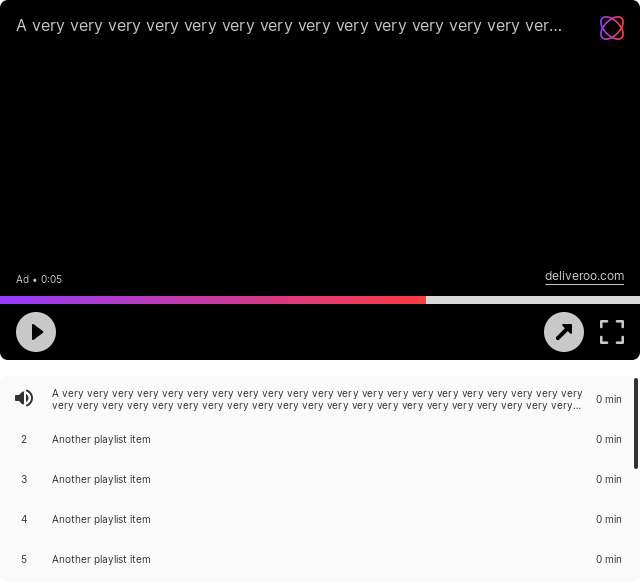 A very very very very very very very very very very very very very ver...
Ad • 0:05
deliveroo.com
A very very very very very very very very very very very very very very very very very very very very very
very very very very very very very very very very very very very very very very very very very very very...
0 min
2 Another playlist item 0 min
3 Another playlist item 0 min
4 Another playlist item 0 min
5 Another playlist item 0 min